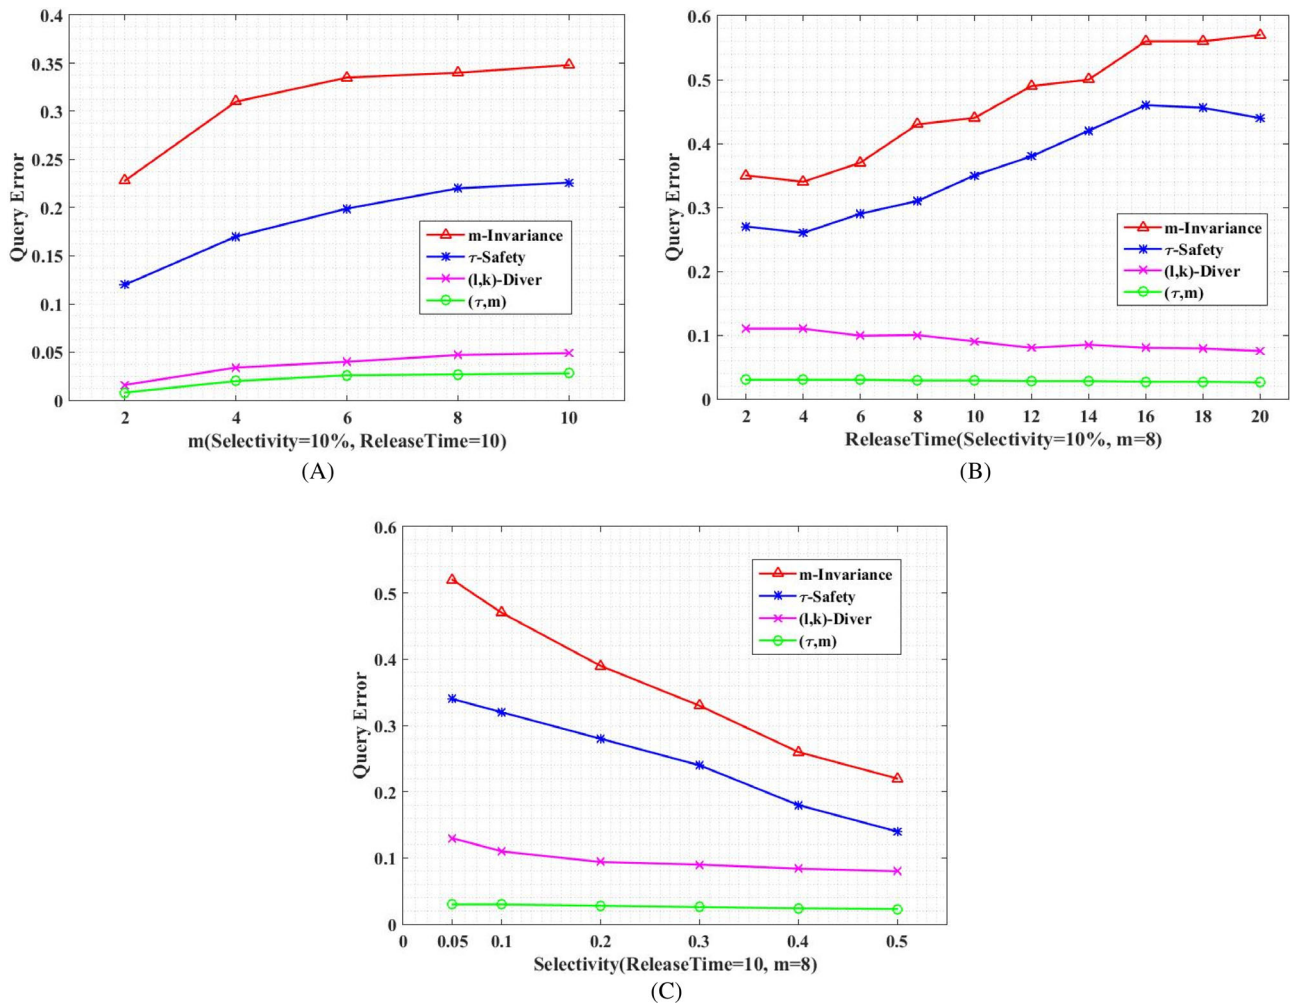 0.4
0.35
0.3
0.25
0.2
0.15
0.1
0.05
0
Query Error
m-Invariance
τ-Safety
(l,k)-Diver
(τ,m)
2 4 6 8 10
m(Selectivity=10%, ReleaseTime=10)
(A)
0.6
0.5
0.4
0.3
0.2
0.1
0
Query Error
m-Invariance
τ-Safety
(l,k)-Diver
(τ,m)
2 4 6 8 10 12 14 16 18 20
ReleaseTime(Selectivity=10%, m=8)
(B)
0.6
0.5
0.4
0.3
0.2
0.1
0
Query Error
m-Invariance
τ-Safety
(l,k)-Diver
(τ,m)
0 0.05 0.1 0.2 0.3 0.4 0.5
Selectivity(ReleaseTime=10, m=8)
(C)